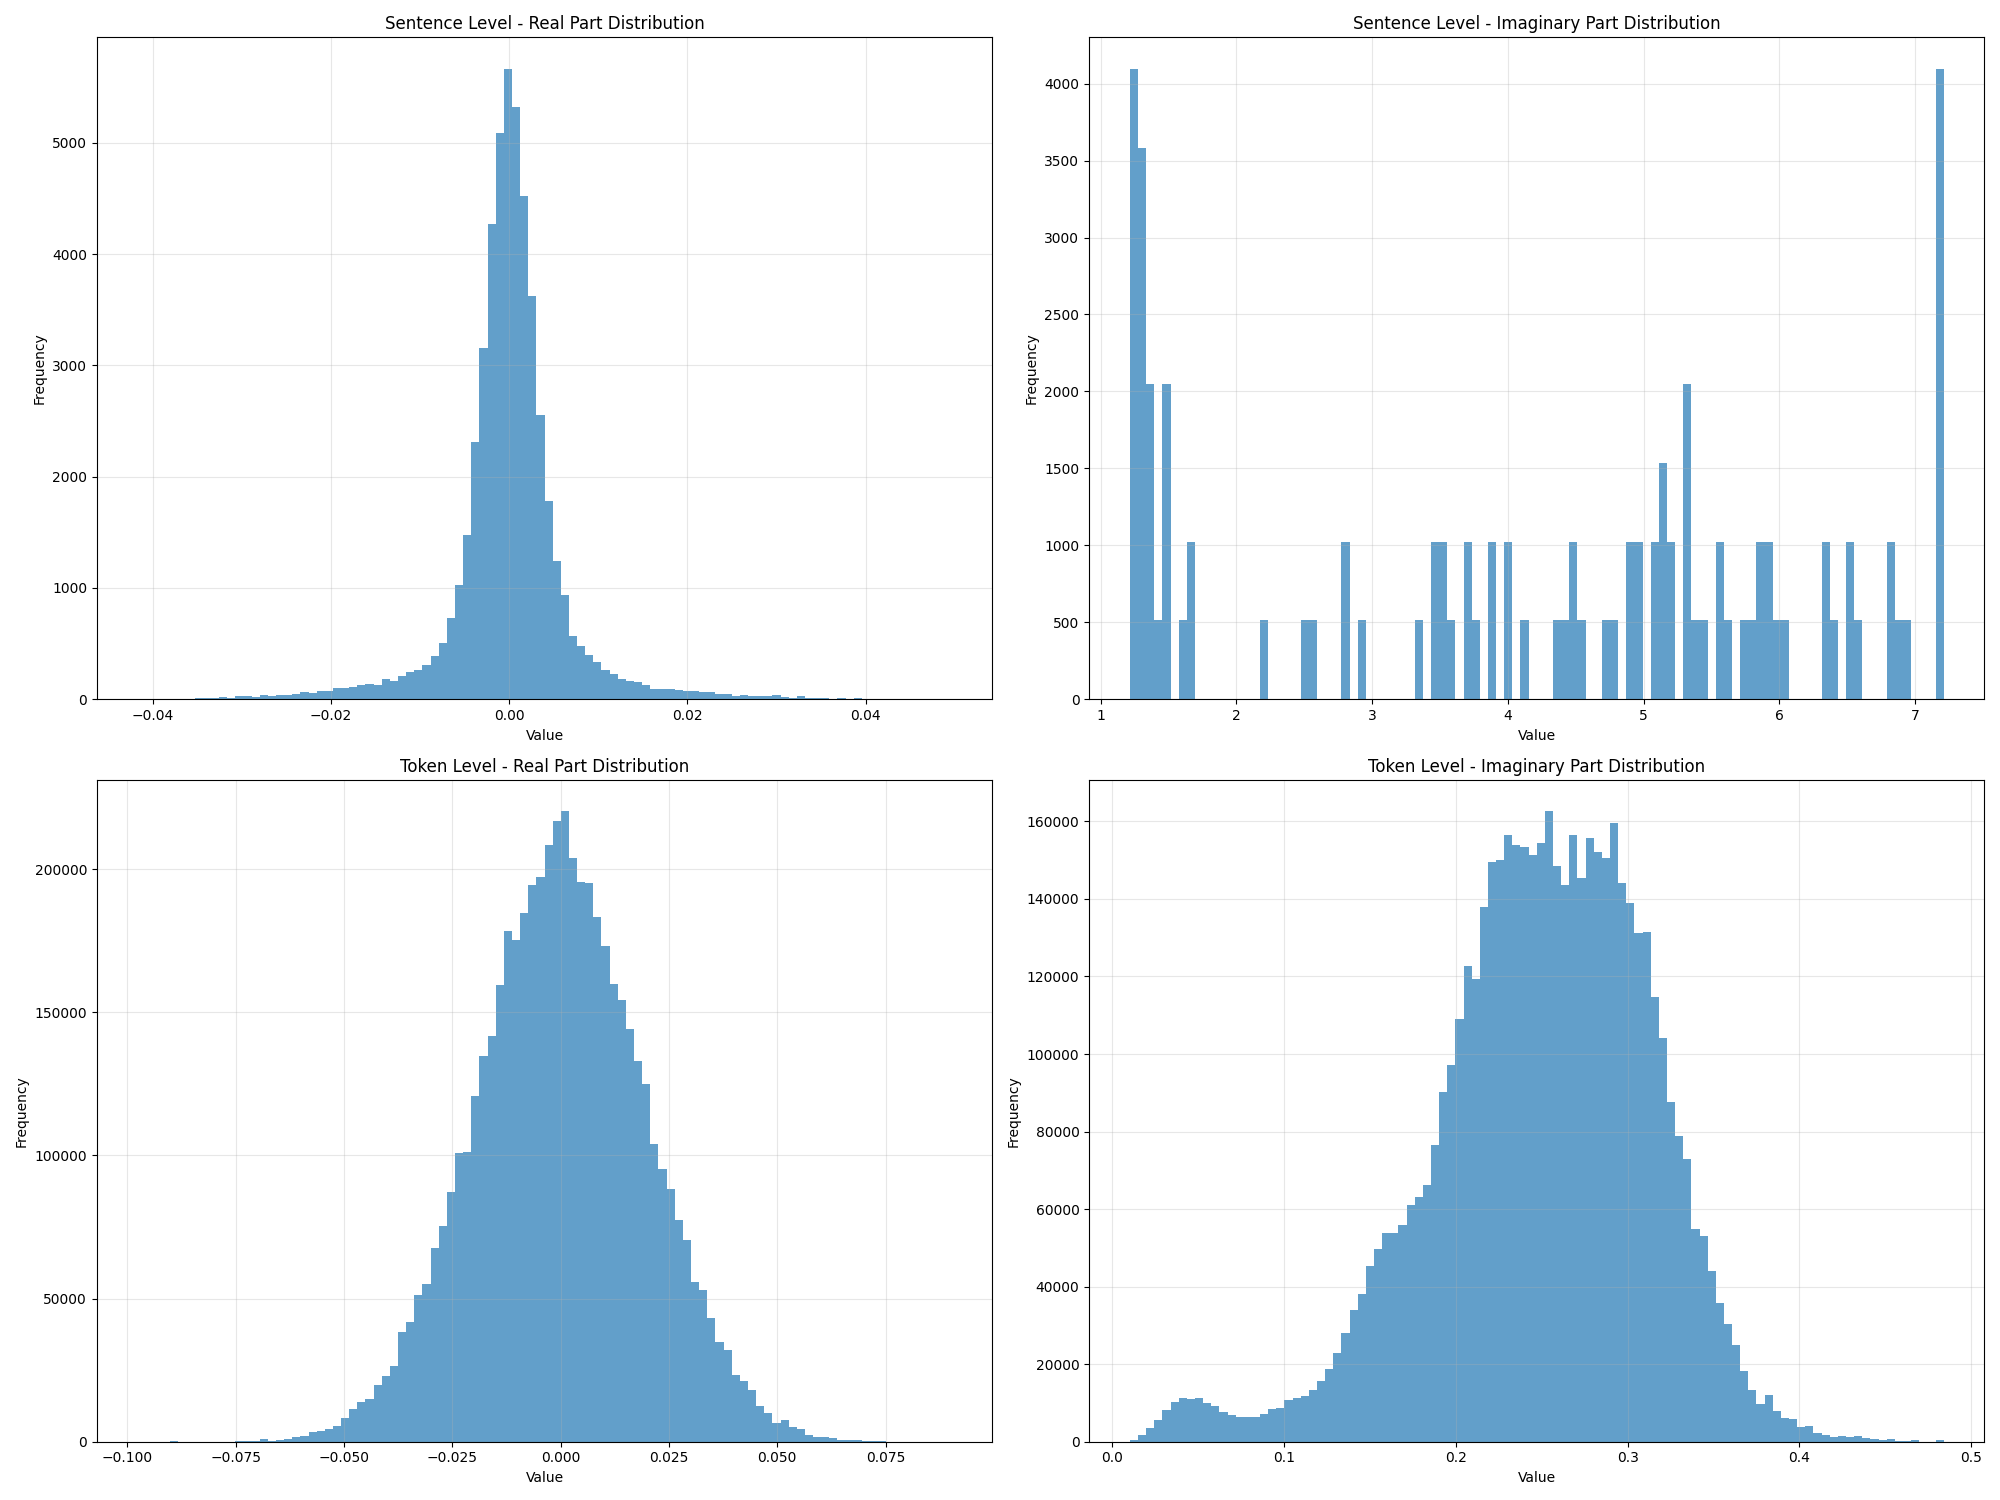 Sentence Level - Real Part Distribution
Frequency
5000
4000
3000
2000
1000
0
−0.04 −0.02 0.00 0.02 0.04
Value
Sentence Level - Imaginary Part Distribution
Frequency
4000
3500
3000
2500
2000
1500
1000
500
0
1 2 3 4 5 6 7
Value
Token Level - Real Part Distribution
Frequency
200000
150000
100000
50000
0
−0.100 −0.075 −0.050 −0.025 0.000 0.025 0.050 0.075
Value
Token Level - Imaginary Part Distribution
Frequency
160000
140000
120000
100000
80000
60000
40000
20000
0
0.0 0.1 0.2 0.3 0.4 0.5
Value